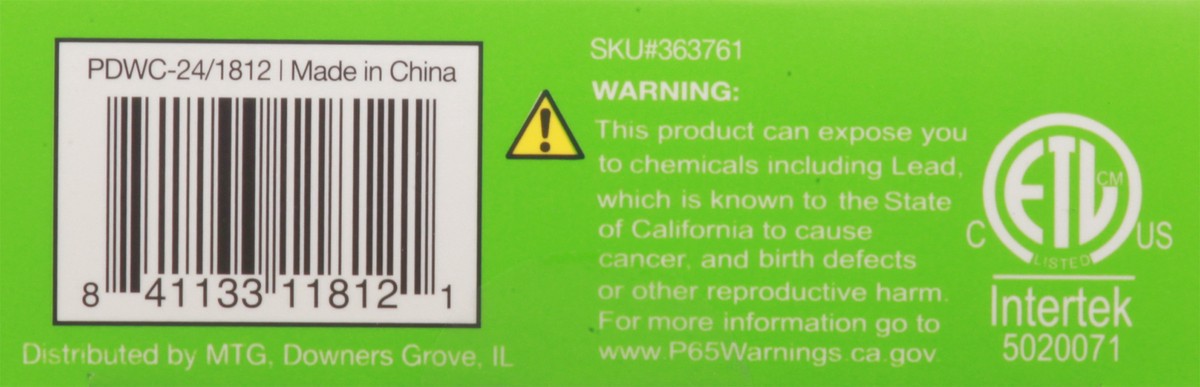 PDWC-24/1812 | Made in China
8 41133 11812 1
Distributed by MTG, Downers Grove, IL
SKU#363761
WARNING:
This product can expose you
to chemicals including Lead,
which is known to the State
of California to cause
cancer, and birth defects
or other reproductive harm.
For more information go to
www.P65Warnings.ca.gov
ETL CM
LISTED
C US
Intertek
5020071